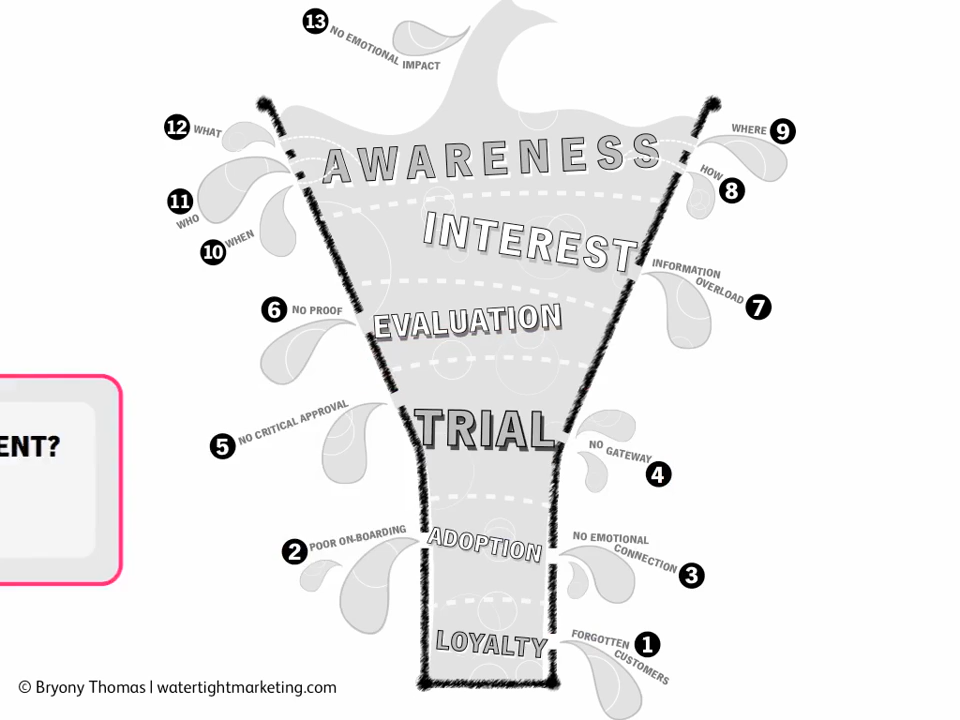 13
NO EMOTIONAL IMPACT
12 WHAT
WHERE 9
AWARENESS
HOW
8
11
WHO
INTEREST
10 WHEN
INFORMATION
OVERLOAD 7
6 NO PROOF
EVALUATION
5 NO CRITICAL APPROVAL
TRIAL
NO
GATEWAY
4
ENT?
2 POOR ON-BOARDING
ADOPTION
NO EMOTIONAL
CONNECTION 3
LOYALTY
FORGOTTEN 1
CUSTOMERS
© Bryony Thomas | watertightmarketing.com